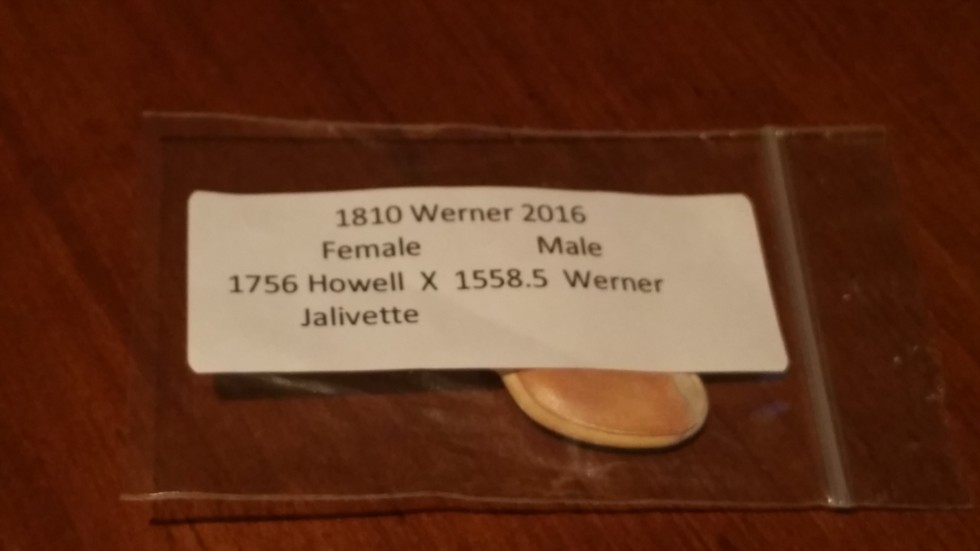 1810 Werner 2016
Female Male
1756 Howell X 1558.5 Werner
Jalivette